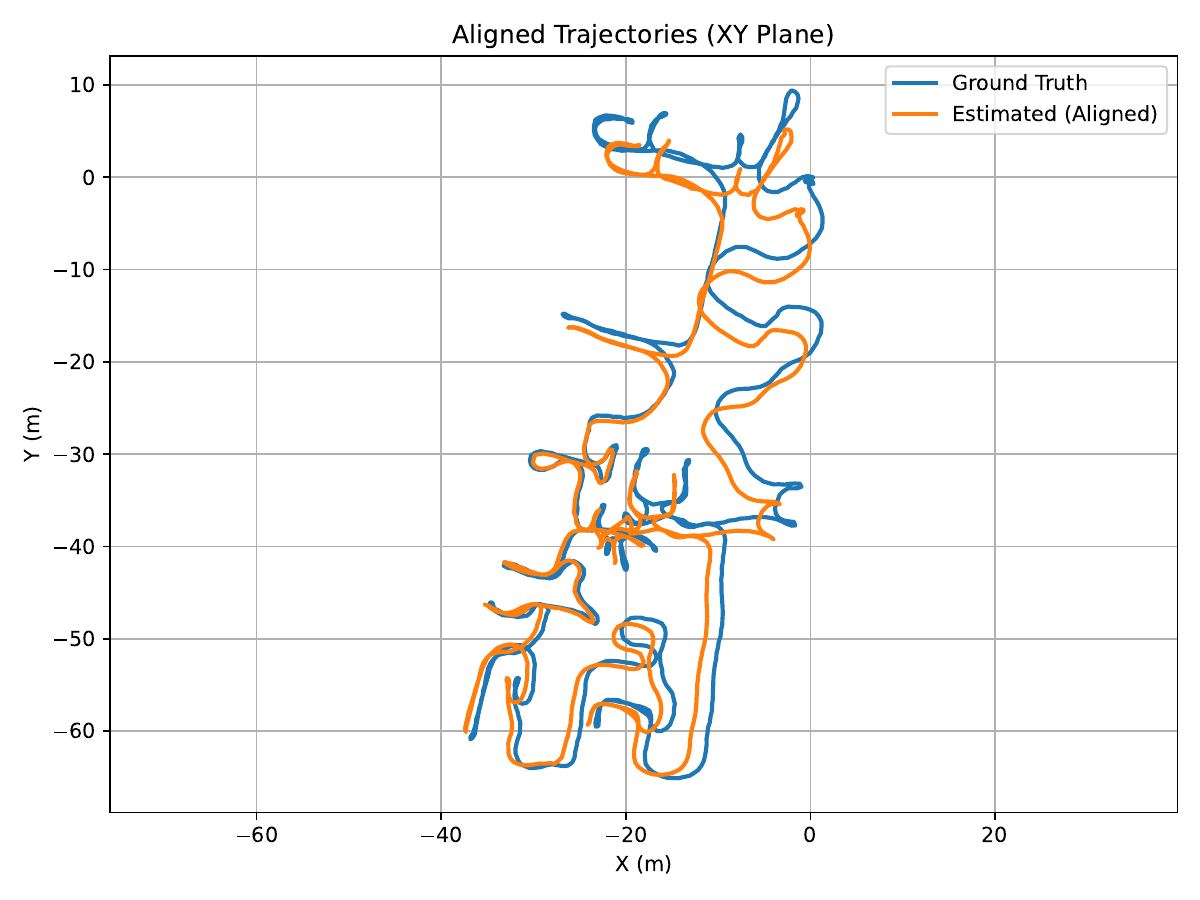 Aligned Trajectories (XY Plane)
Ground Truth
Estimated (Aligned)
10
0
−10
−20
−30
−40
−50
−60
Y (m)
−60
−40
−20
0
20
X (m)